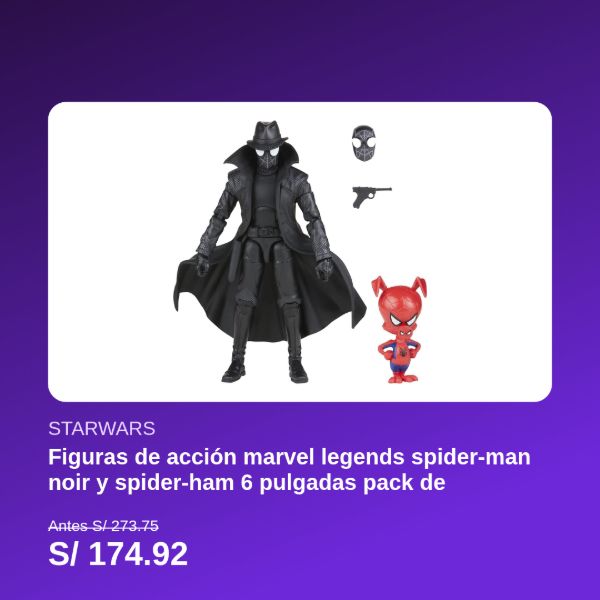 STARWARS
Figuras de acción marvel legends spider-man
noir y spider-ham 6 pulgadas pack de
Antes S/ 273.75
S/ 174.92